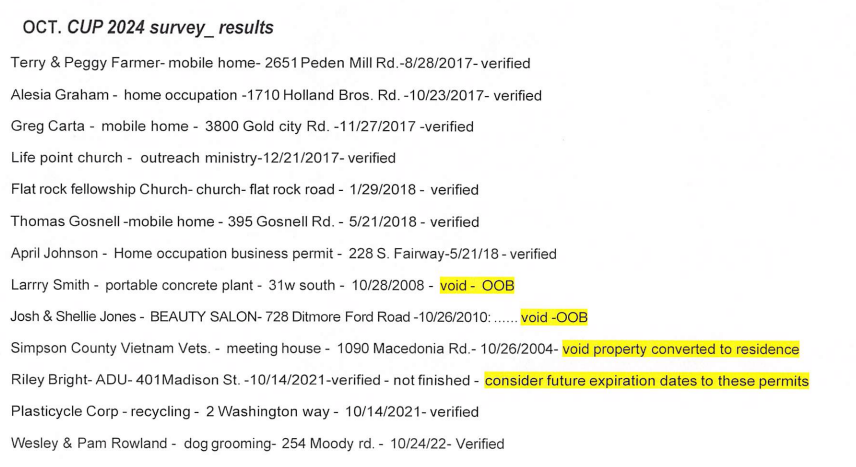 OCT. CUP 2024 survey_ results
Terry & Peggy Farmer- mobile home- 2651 Peden Mill Rd.-8/28/2017- verified
Alesia Graham - home occupation -1710 Holland Bros. Rd. -10/23/2017- verified
Greg Carta - mobile home - 3800 Gold city Rd. -11/27/2017 -verified
Life point church - outreach ministry-12/21/2017- verified
Flat rock fellowship Church- church- flat rock road - 1/29/2018 - verified
Thomas Gosnell -mobile home - 395 Gosnell Rd. - 5/21/2018 - verified
April Johnson - Home occupation business permit - 228 S. Fairway-5/21/18 - verified
Larrry Smith - portable concrete plant - 31w south - 10/28/2008 - void - OOB
Josh & Shellie Jones - BEAUTY SALON- 728 Ditmore Ford Road -10/26/2010: ...... void -OOB
Simpson County Vietnam Vets. - meeting house - 1090 Macedonia Rd.- 10/26/2004- void property converted to residence
Riley Bright- ADU- 401Madison St. -10/14/2021-verified - not finished - consider future expiration dates to these permits
Plasticycle Corp - recycling - 2 Washington way - 10/14/2021- verified
Wesley & Pam Rowland - dog grooming- 254 Moody rd. - 10/24/22- Verified